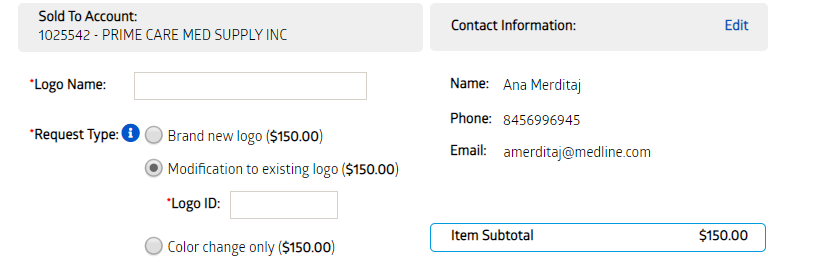 Sold To Account:
1025542 - PRIME CARE MED SUPPLY INC
Contact Information:
Edit
*Logo Name:
*Request Type: i Brand new logo ($150.00)
Modification to existing logo ($150.00)
*Logo ID:
Color change only ($150.00)
Name: Ana Merditaj
Phone: 8456996945
Email: amerditaj@medline.com
Item Subtotal $150.00